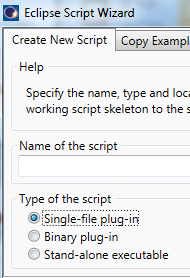 Eclipse Script Wizard
Create New Script
Copy Example
Help
Specify the name, type and loca
working script skeleton to the s
Name of the script
Type of the script
Single-file plug-in
Binary plug-in
Stand-alone executable